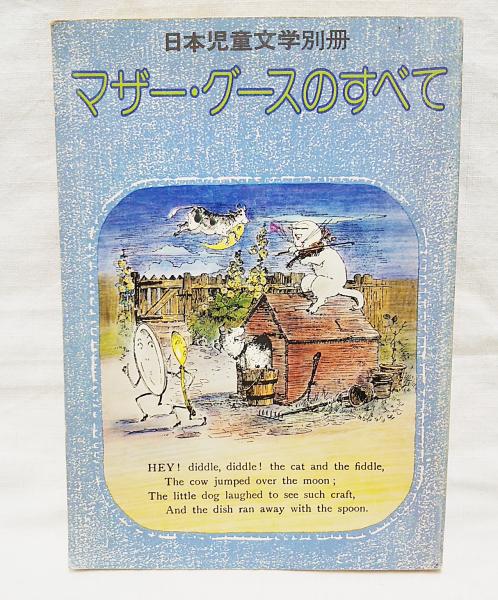 日本児童文学別冊
マザー・グースのすべて
HEY! diddle, diddle! the cat and the fiddle,
The cow jumped over the moon;
The little dog laughed to see such craft,
And the dish ran away with the spoon.